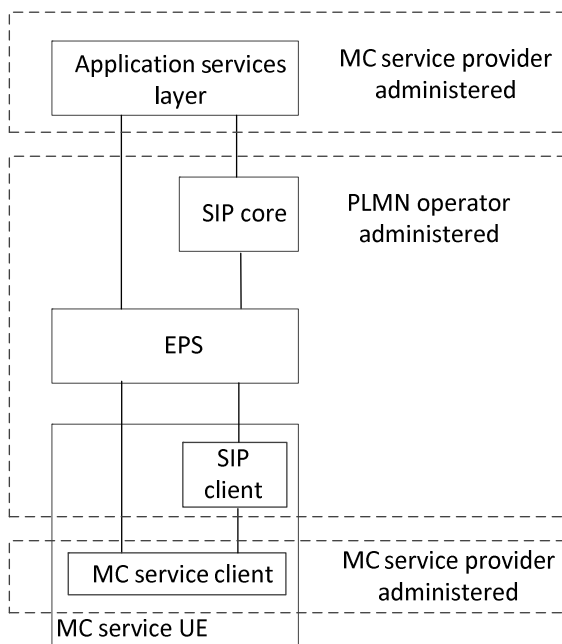 Application services
layer
MC service provider
administered
SIP core
PLMN operator
administered
EPS
SIP
client
MC service client
MC service provider
administered
MC service UE